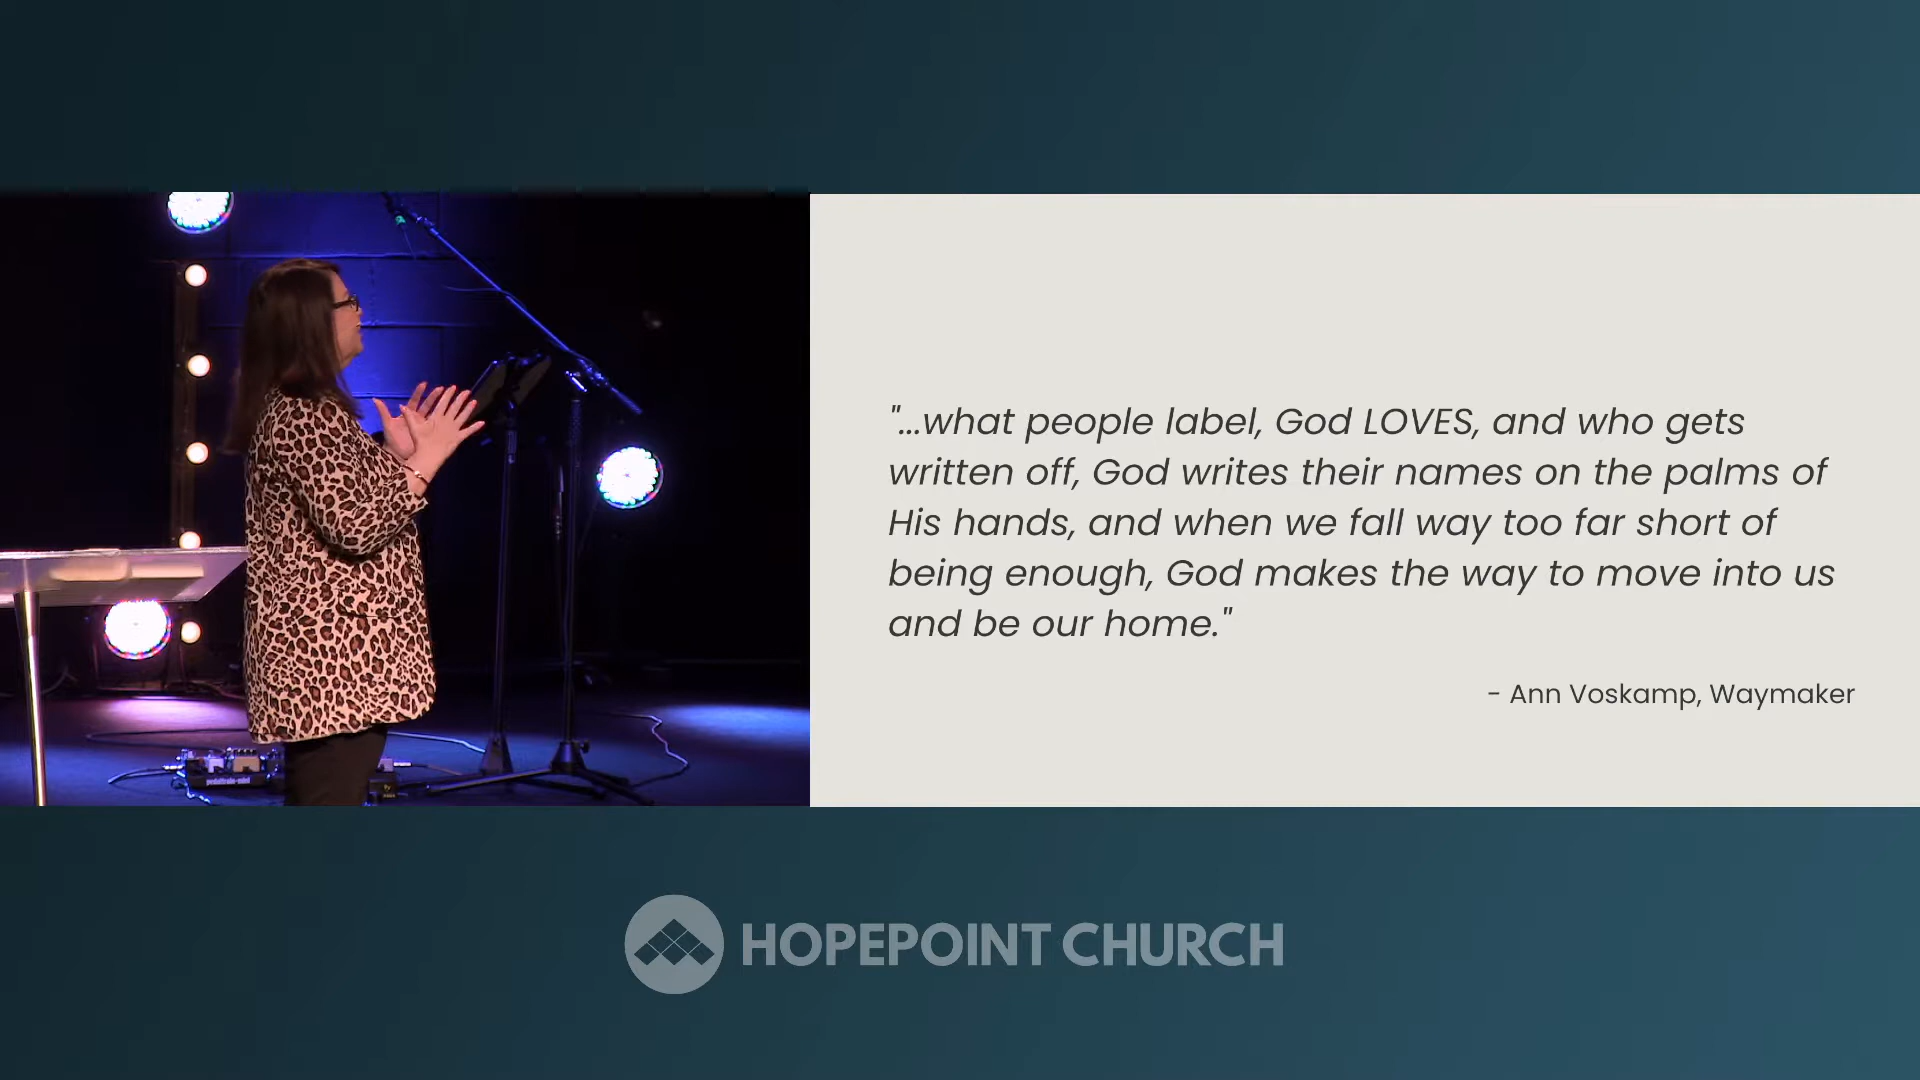 "...what people label, God LOVES, and who gets
written off, God writes their names on the palms of
His hands, and when we fall way too far short of
being enough, God makes the way to move into us
and be our home."
- Ann Voskamp, Waymaker
HOPEPOINT CHURCH